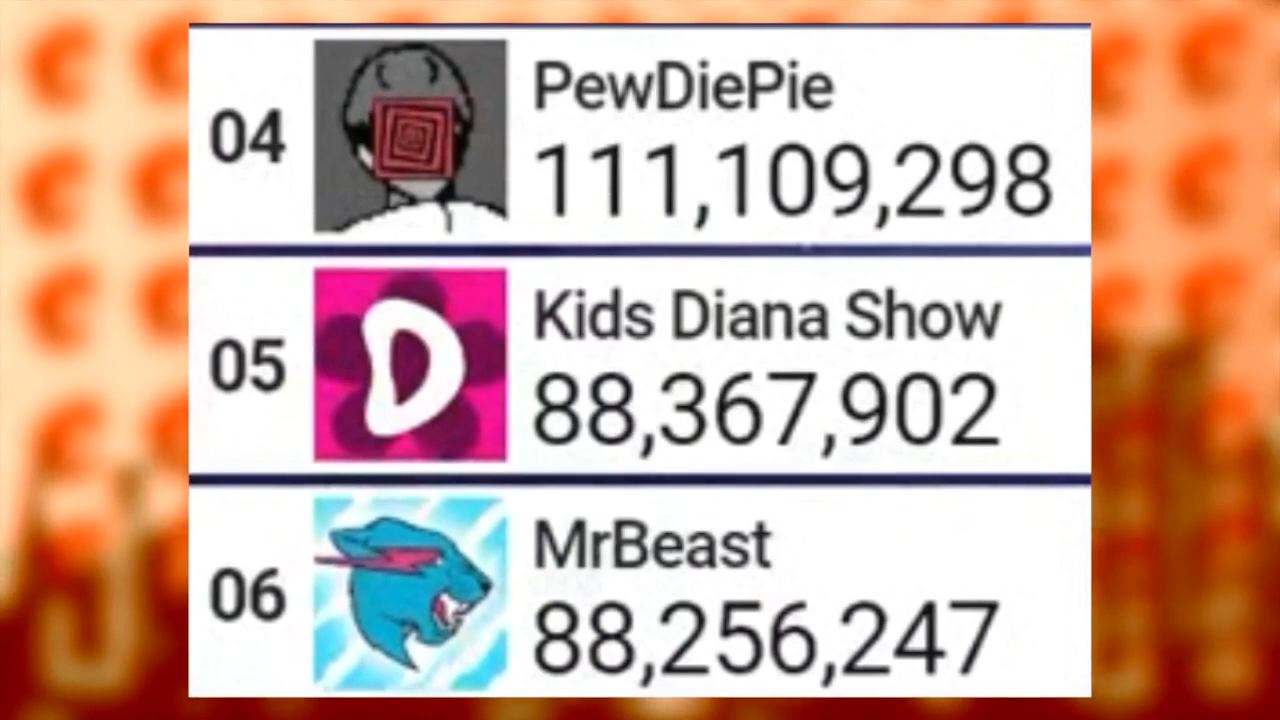 04
PewDiePie
111,109,298
05
D
Kids Diana Show
88,367,902
06
MrBeast
88,256,247